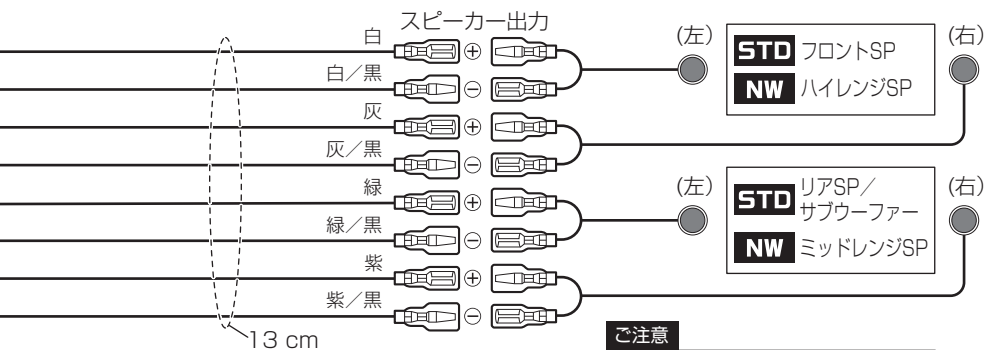 スピーカー出力
白
⊕
白/黒
⊖
灰
⊕
灰/黒
⊖
緑
⊕
緑/黒
⊖
紫
⊕
紫/黒
⊖
13 cm
(左)
STD フロントSP
NW ハイレンジSP
(右)
(左)
STD リアSP/
サブウーファー
NW ミッドレンジSP
(右)
ご注意